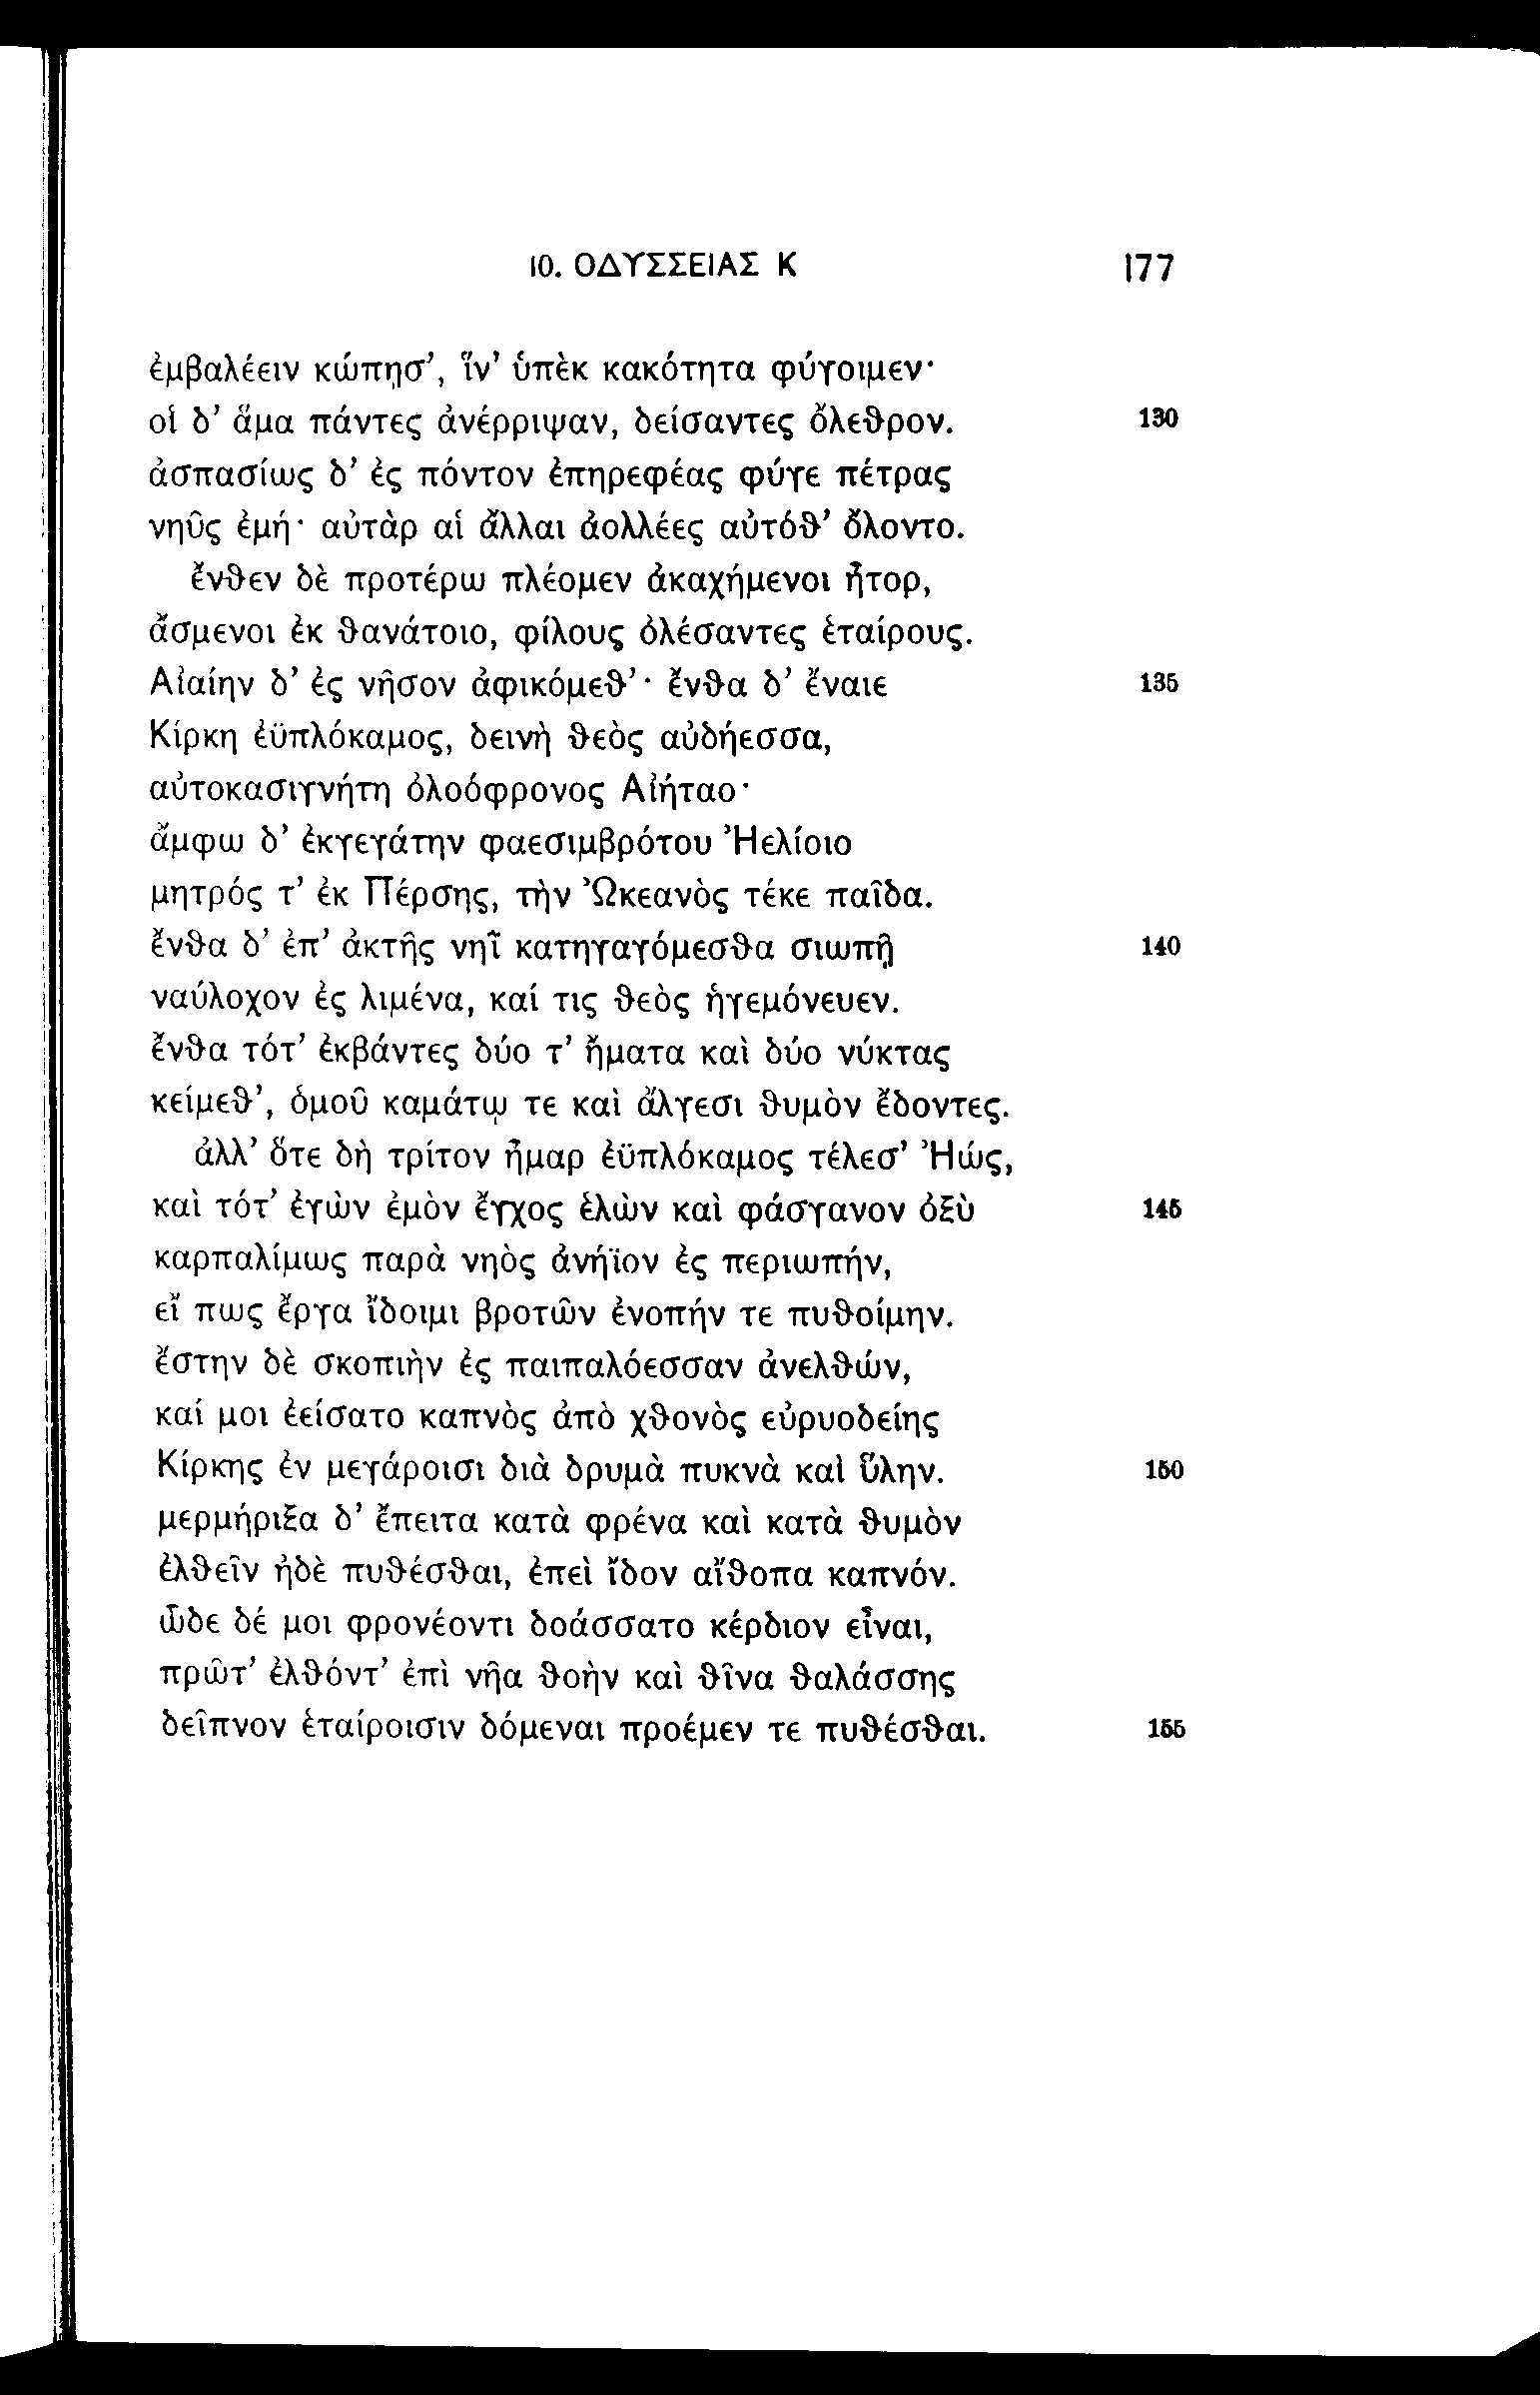 10. ΟΔΥΣΣΕΙΑΣ Κ 177
ἐμβαλέειν κώπῃσ’, ἵν’ ὑπὲκ κακότητα φύγοιμεν·
οἱ δ’ ἅμα πάντες ἀνέρριψαν, δείσαντες ὄλεθρον. 130
ἀσπασίως δ’ ἐς πόντον ἐπηρεφέας φύγε πέτρας
νηῦς ἐμή· αὐτὰρ αἱ ἄλλαι ἀολλέες αὐτόθ’ ὄλοντο.
ἔνθεν δὲ προτέρω πλέομεν ἀκαχήμενοι ἦτορ,
ἄσμενοι ἐκ θανάτοιο, φίλους ὀλέσαντες ἑταίρους.
Αἰαίην δ’ ἐς νῆσον ἀφικόμεθ’· ἔνθα δ’ ἔναιε 135
Κίρκη ἐϋπλόκαμος, δεινὴ θεὸς αὐδήεσσα,
αὐτοκασιγνήτη ὀλοόφρονος Αἰήταο·
ἄμφω δ’ ἐκγεγάτην φαεσιμβρότου Ἠελίοιο
μητρός τ’ ἐκ Πέρσης, τὴν Ὠκεανὸς τέκε παῖδα.
ἔνθα δ’ ἐπ’ ἀκτῆς νηῒ κατηγαγόμεσθα σιωπῇ 140
ναύλοχον ἐς λιμένα, καί τις θεὸς ἡγεμόνευεν.
ἔνθα τότ’ ἐκβάντες δύο τ’ ἤματα καὶ δύο νύκτας
κείμεθ’, ὁμοῦ καμάτῳ τε καὶ ἄλγεσι θυμὸν ἔδοντες.
ἀλλ’ ὅτε δὴ τρίτον ἦμαρ ἐϋπλόκαμος τέλεσ’ Ἠώς,
καὶ τότ’ ἐγὼν ἐμὸν ἔγχος ἑλὼν καὶ φάσγανον ὀξὺ 145
καρπαλίμως παρὰ νηὸς ἀνήϊον ἐς περιωπήν,
εἴ πως ἔργα ἴδοιμι βροτῶν ἐνοπήν τε πυθοίμην.
ἔστην δὲ σκοπιὴν ἐς παιπαλόεσσαν ἀνελθών,
καί μοι ἐείσατο καπνὸς ἀπὸ χθονὸς εὐρυοδείης
Κίρκης ἐν μεγάροισι διὰ δρυμὰ πυκνὰ καὶ ὕλην. 150
μερμήριξα δ’ ἔπειτα κατὰ φρένα καὶ κατὰ θυμὸν
ἐλθεῖν ἠδὲ πυθέσθαι, ἐπεὶ ἴδον αἴθοπα καπνόν.
ὧδε δέ μοι φρονέοντι δοάσσατο κέρδιον εἶναι,
πρῶτ’ ἐλθόντ’ ἐπὶ νῆα θοὴν καὶ θῖνα θαλάσσης
δεῖπνον ἑταίροισιν δόμεναι προέμεν τε πυθέσθαι. 155